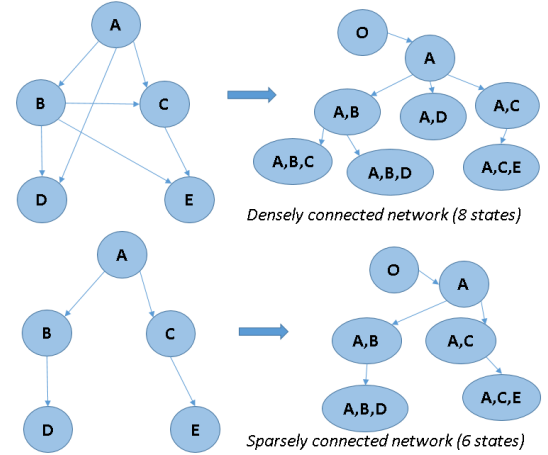 A
O
A
B
C
A,B
A,D
A,C
A,B,C
A,B,D
A,C,E
D
E
Densely connected network (8 states)
A
O
A
B
C
A,B
A,C
A,B,D
A,C,E
D
E
Sparsely connected network (6 states)